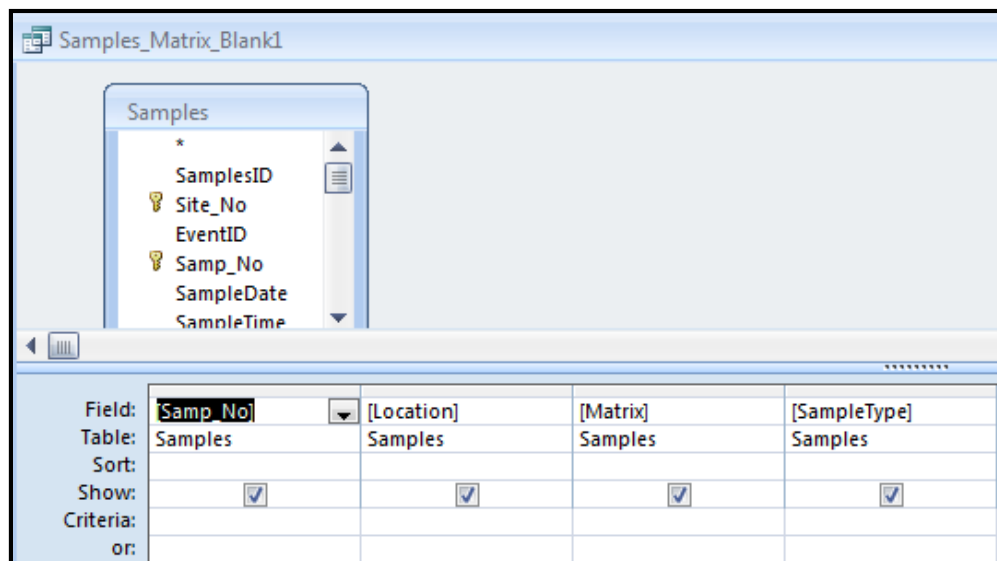 Samples_Matrix_Blank1
Samples
*
SamplesID
Site_No
EventID
Samp_No
SampleDate
SampleTime
Field: [Samp_No] [Location] [Matrix] [SampleType]
Table: Samples Samples Samples Samples
Sort:
Show:
Criteria:
or: